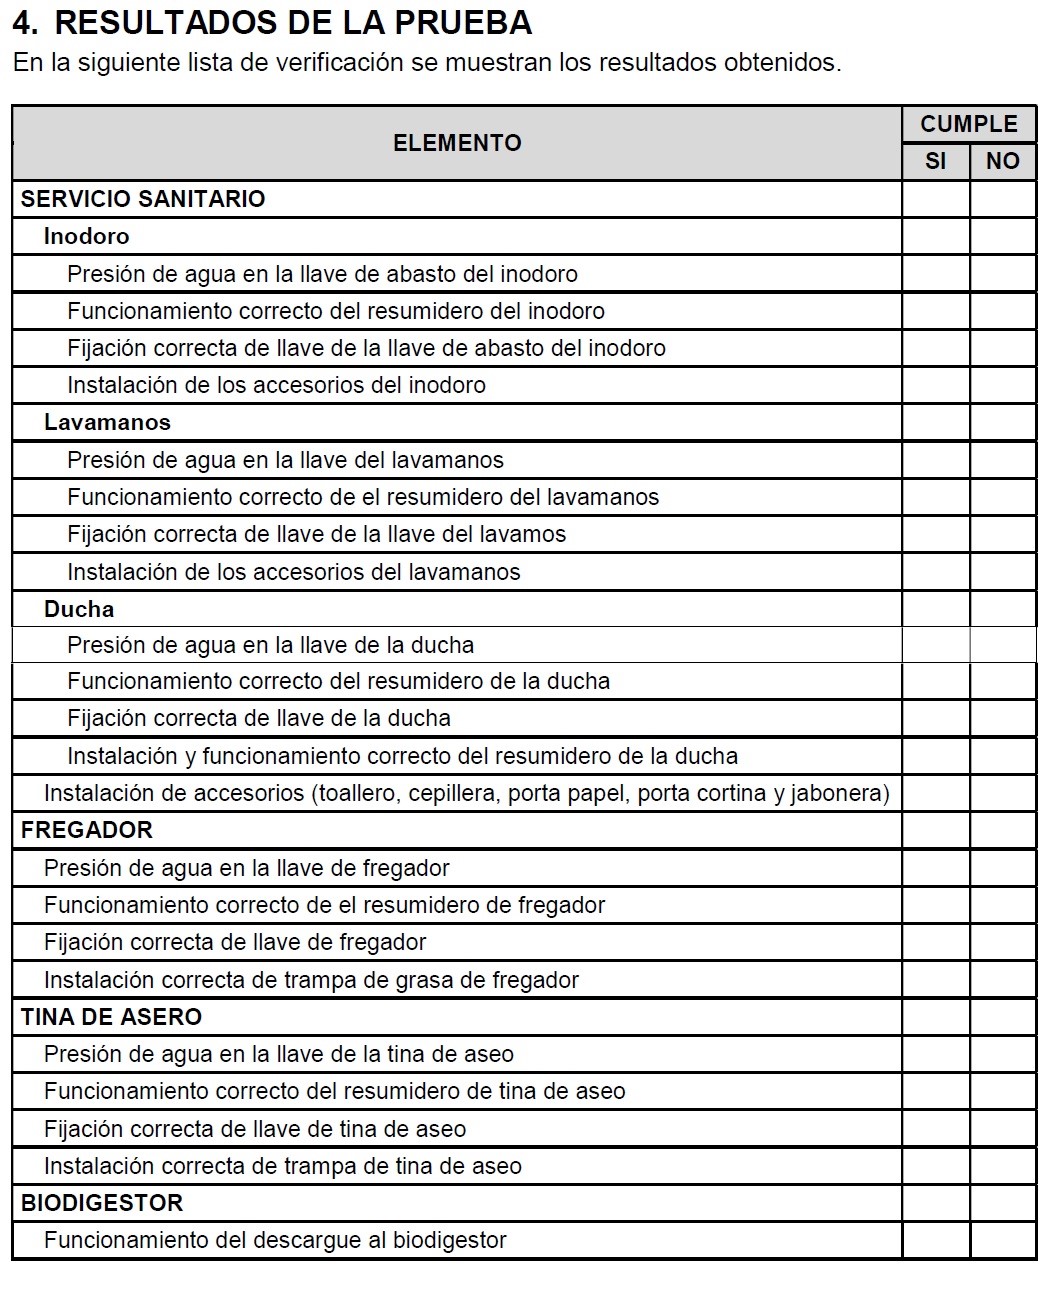 4. RESULTADOS DE LA PRUEBA
En la siguiente lista de verificación se muestran los resultados obtenidos.
ELEMENTO
CUMPLE
SI NO
SERVICIO SANITARIO
Inodoro
Presión de agua en la llave de abasto del inodoro
Funcionamiento correcto del resumidero del inodoro
Fijación correcta de llave de la llave de abasto del inodoro
Instalación de los accesorios del inodoro
Lavamanos
Presión de agua en la llave del lavamanos
Funcionamiento correcto de el resumidero del lavamanos
Fijación correcta de llave de la llave del lavamos
Instalación de los accesorios del lavamanos
Ducha
Presión de agua en la llave de la ducha
Funcionamiento correcto del resumidero de la ducha
Fijación correcta de llave de la ducha
Instalación y funcionamiento correcto del resumidero de la ducha
Instalación de accesorios (toallero, cepillera, porta papel, porta cortina y jabonera)
FREGADOR
Presión de agua en la llave de fregador
Funcionamiento correcto de el resumidero de fregador
Fijación correcta de llave de fregador
Instalación correcta de trampa de grasa de fregador
TINA DE ASERO
Presión de agua en la llave de la tina de aseo
Funcionamiento correcto del resumidero de tina de aseo
Fijación correcta de llave de tina de aseo
Instalación correcta de trampa de tina de aseo
BIODIGESTOR
Funcionamiento del descargue al biodigestor